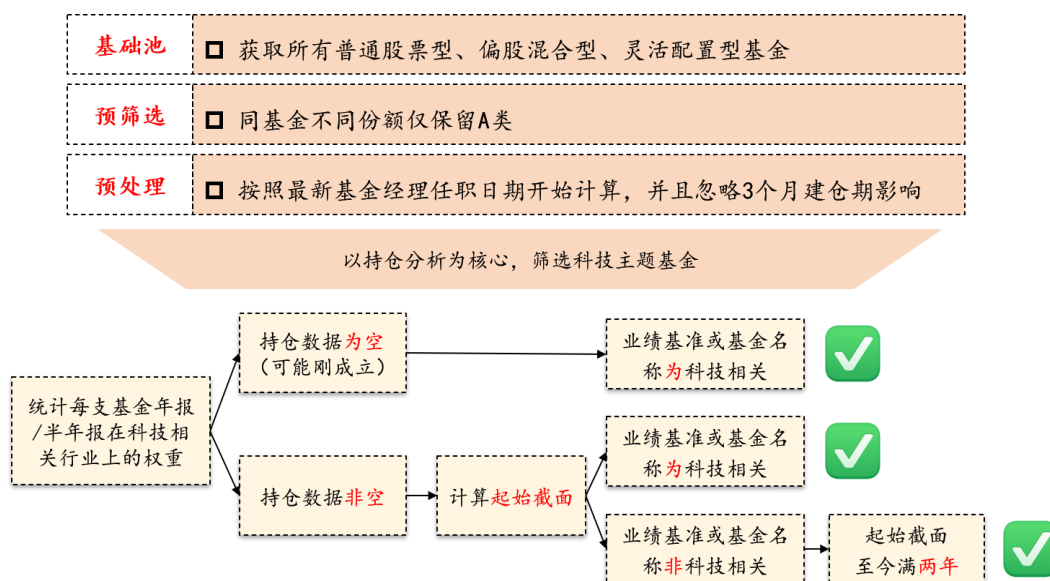 基础池
获取所有普通股票型、偏股混合型、灵活配置型基金
预筛选
同基金不同份额仅保留A类
预处理
按照最新基金经理任职日期开始计算，并且忽略3个月建仓期影响
以持仓分析为核心，筛选科技主题基金
统计每支基金年报
/半年报在科技相
关行业上的权重
持仓数据为空
（可能刚成立）
业绩基准或基金名
称为科技相关
持仓数据非空
计算起始截面
业绩基准或基金名
称为科技相关
业绩基准或基金名
称非科技相关
起始截面
至今满两年